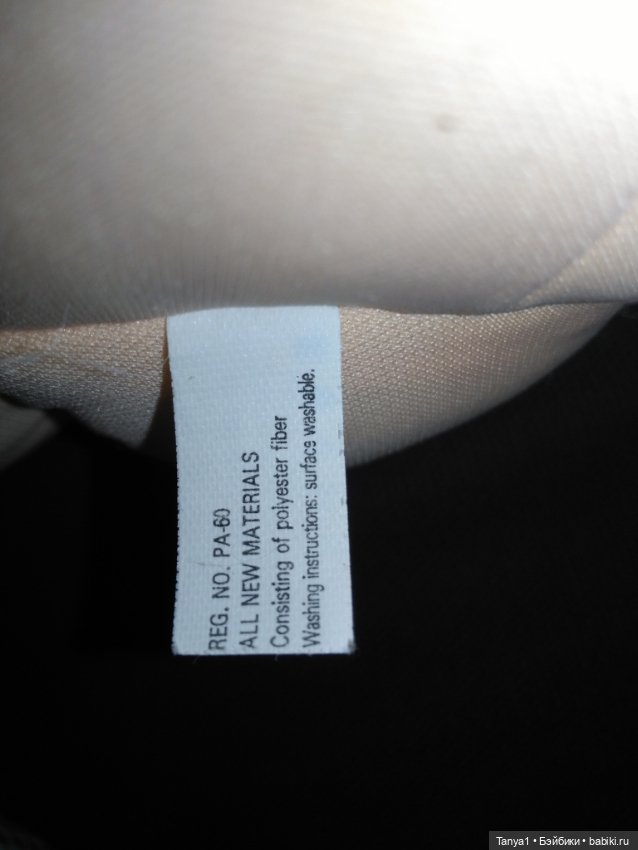 REG. NO. PA-60
ALL NEW MATERIALS
Consisting of polyester fiber
Washing instructions: surface washable.
Tanya1 • Бэйбики • babiki.ru